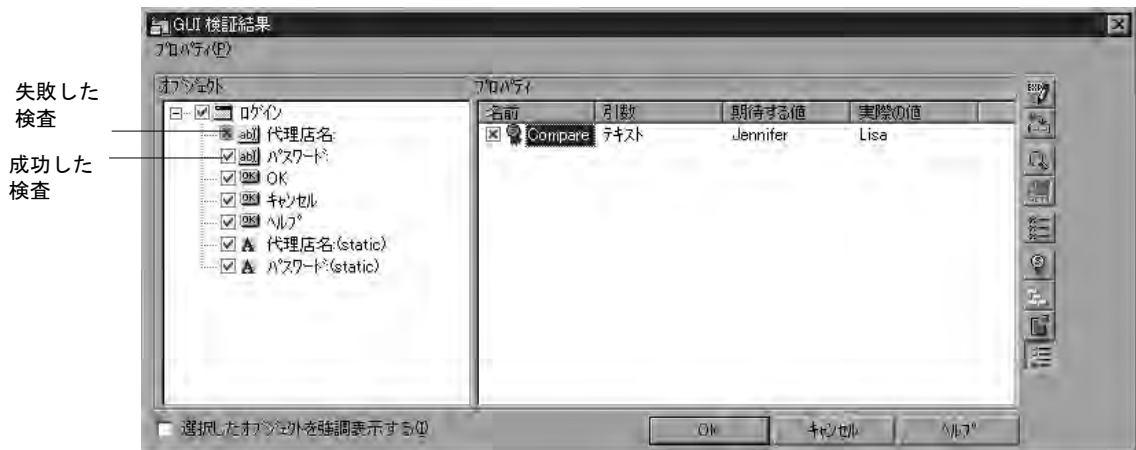 GUI 検証結果
プロパティ(P)
失敗した
検査
成功した
検査
オブジェクト
ログイン
代理店名:
パスワード:
OK
キャンセル
ヘルプ
代理店名:(static)
パスワード:(static)
プロパティ
名前 引数 期待する値 実際の値
Compare テキスト Jennifer Lisa
選択したオブジェクトを強調表示する(I)
OK キャンセル ヘルプ